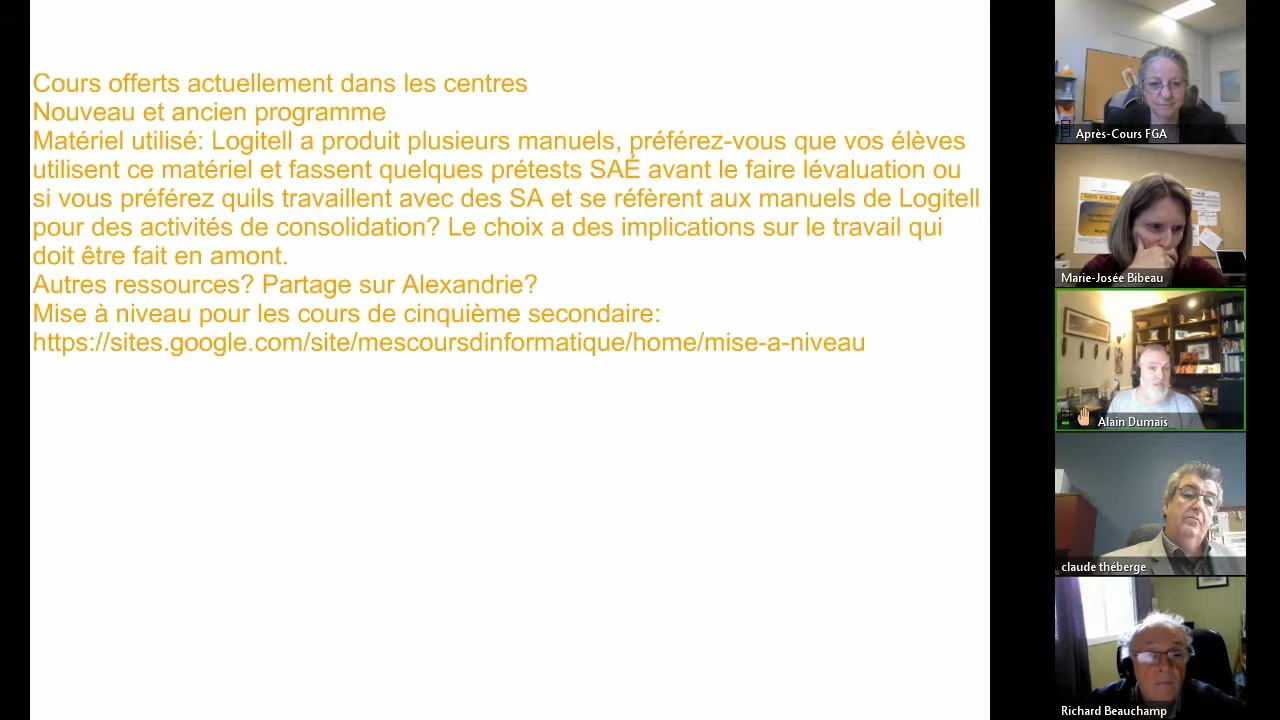 Cours offerts actuellement dans les centres
Nouveau et ancien programme
Matériel utilisé: Logitell a produit plusieurs manuels, préférez-vous que vos élèves
utilisent ce matériel et fassent quelques prétests SAÉ avant le faire lévaluation ou
si vous préférez quils travaillent avec des SA et se réfèrent aux manuels de Logitell
pour des activités de consolidation? Le choix a des implications sur le travail qui
doit être fait en amont.
Autres ressources? Partage sur Alexandrie?
Mise à niveau pour les cours de cinquième secondaire:
https://sites.google.com/site/mescoursdinformatique/home/mise-a-niveau
Après-Cours FGA
Marie-Josée Bibeau
Alain Dumais
claude théberge
Richard Beauchamp